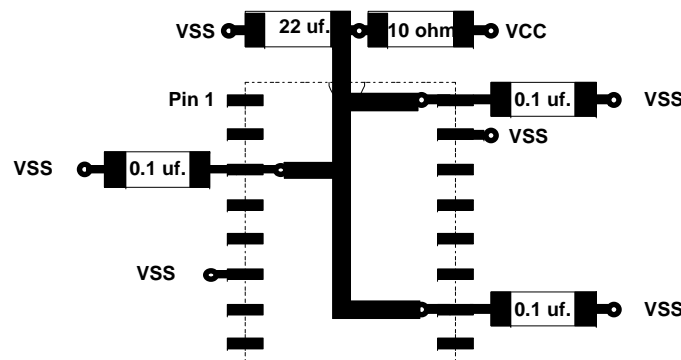 VSS 22 uf. 10 ohm VCC
Pin 1 0.1 uf. VSS
VSS
VSS 0.1 uf.
VSS
0.1 uf. VSS